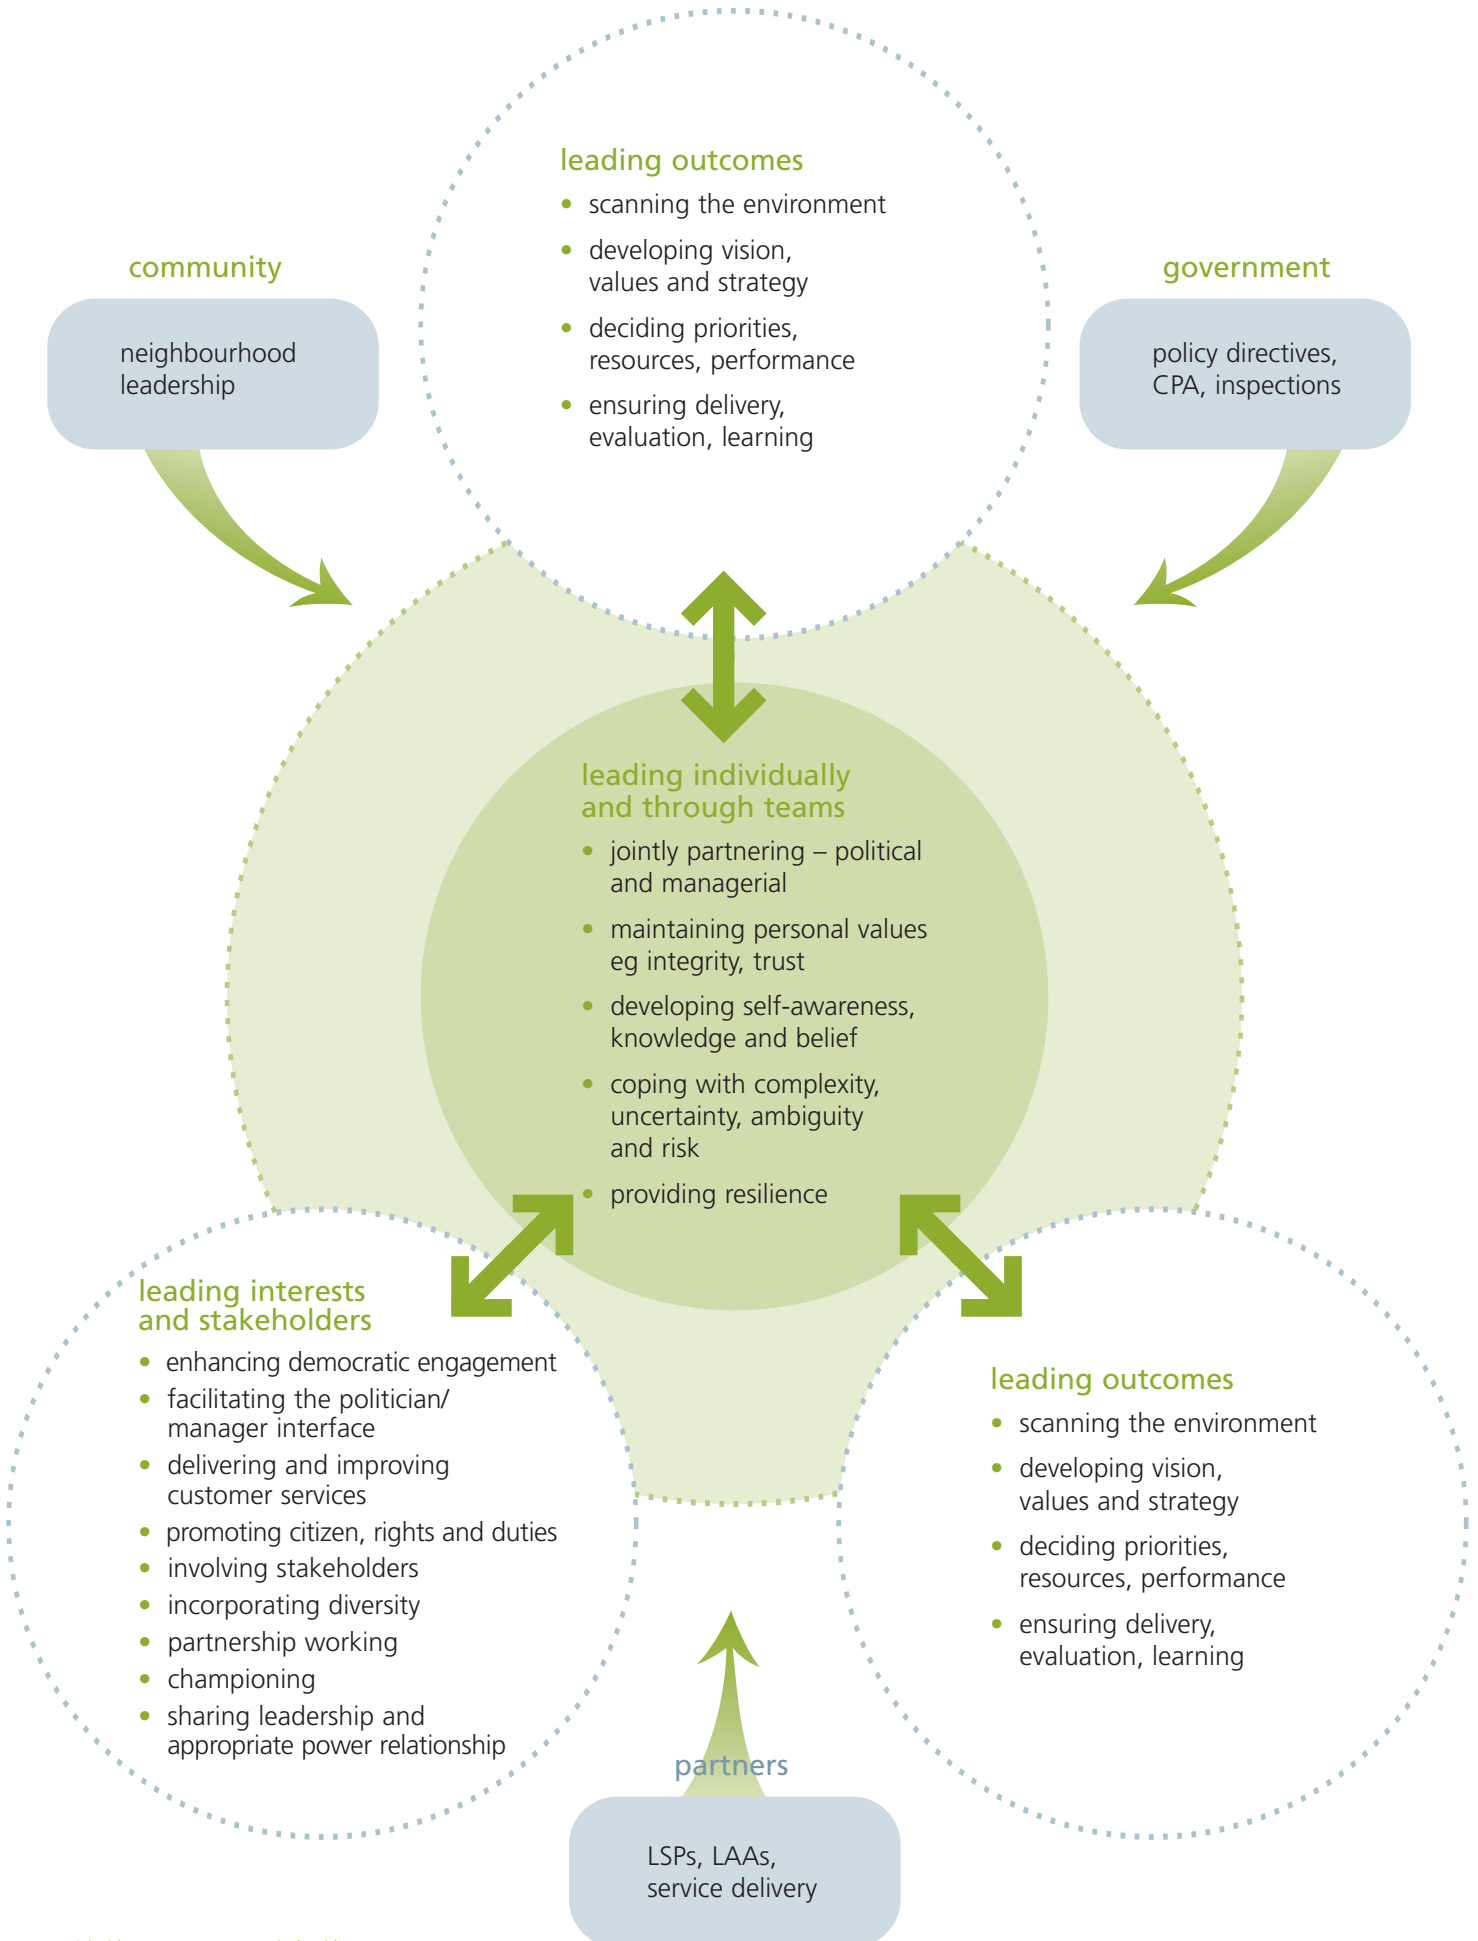 leading outcomes
• scanning the environment
• developing vision,
values and strategy
• deciding priorities,
resources, performance
• ensuring delivery,
evaluation, learning
community
neighbourhood
leadership
government
policy directives,
CPA, inspections
leading individually
and through teams
• jointly partnering – political
and managerial
• maintaining personal values
eg integrity, trust
• developing self-awareness,
knowledge and belief
• coping with complexity,
uncertainty, ambiguity
and risk
• providing resilience
leading interests
and stakeholders
• enhancing democratic engagement
• facilitating the politician/
manager interface
• delivering and improving
customer services
• promoting citizen, rights and duties
• involving stakeholders
• incorporating diversity
• partnership working
• championing
• sharing leadership and
appropriate power relationship
leading outcomes
• scanning the environment
• developing vision,
values and strategy
• deciding priorities,
resources, performance
• ensuring delivery,
evaluation, learning
partners
LSPs, LAAs,
service delivery